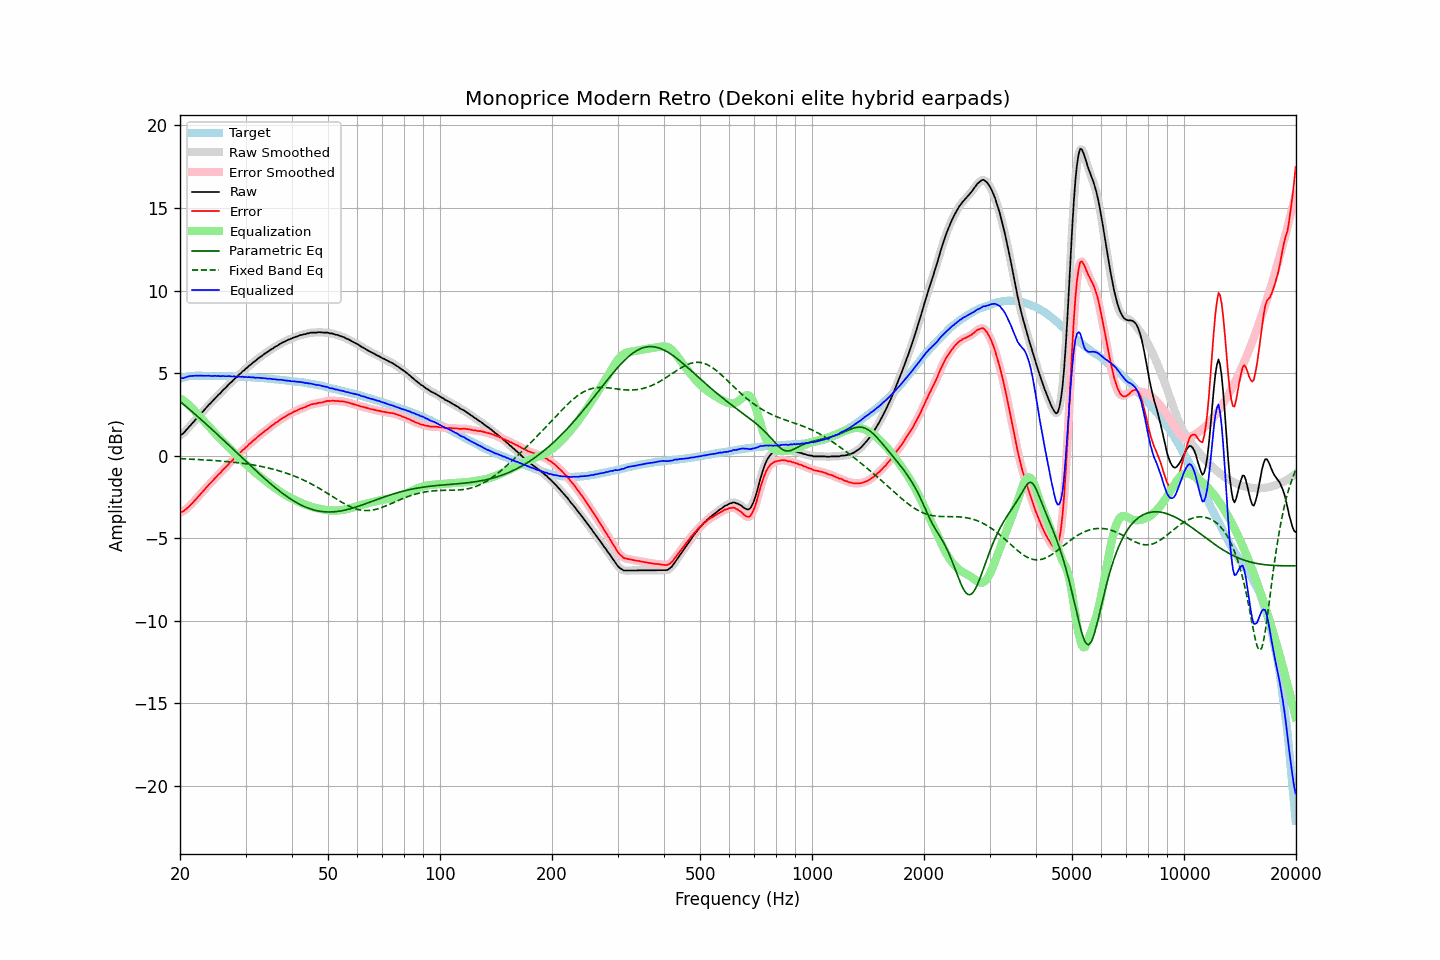 Monoprice Modern Retro (Dekoni elite hybrid earpads)
Target
Raw Smoothed
Error Smoothed
Raw
Error
Equalization
Parametric Eq
Fixed Band Eq
Equalized
20
15
10
5
0
−5
−10
−15
−20
Amplitude (dBr)
20 50 100 200 500 1000 2000 5000 10000 20000
Frequency (Hz)